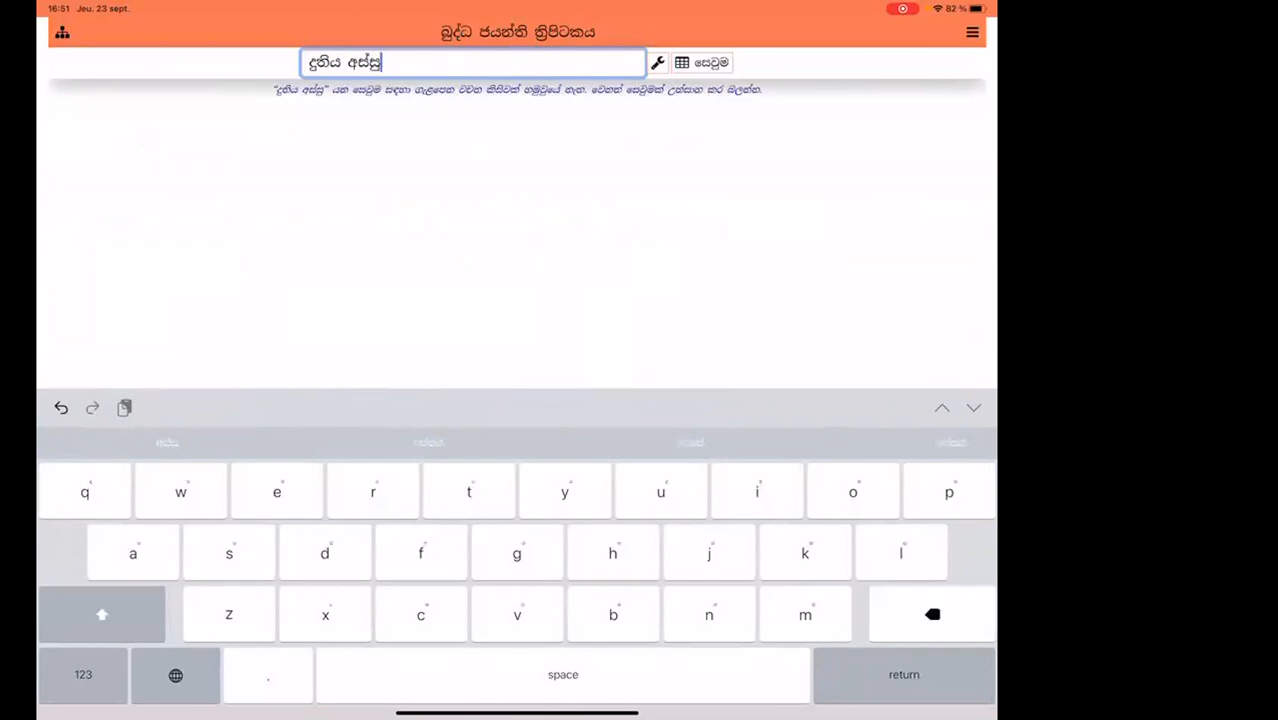 16:51 Jeu. 23 sept. 82 %
බුද්ධ ජයන්ති ත්‍රිපිටකය
දුතිය අස්සු සෙවුම
“දුතිය අස්සු” යන සෙවුම සඳහා ගැළපෙන වචන කිසිවක් හමුවුයේ නැත. වෙනත් සෙවුමක් උත්සාහ කර බලන්න.
අස්සු
q w e r t y u i o p
a s d f g h j k l
z x c v b n m
123 . space return